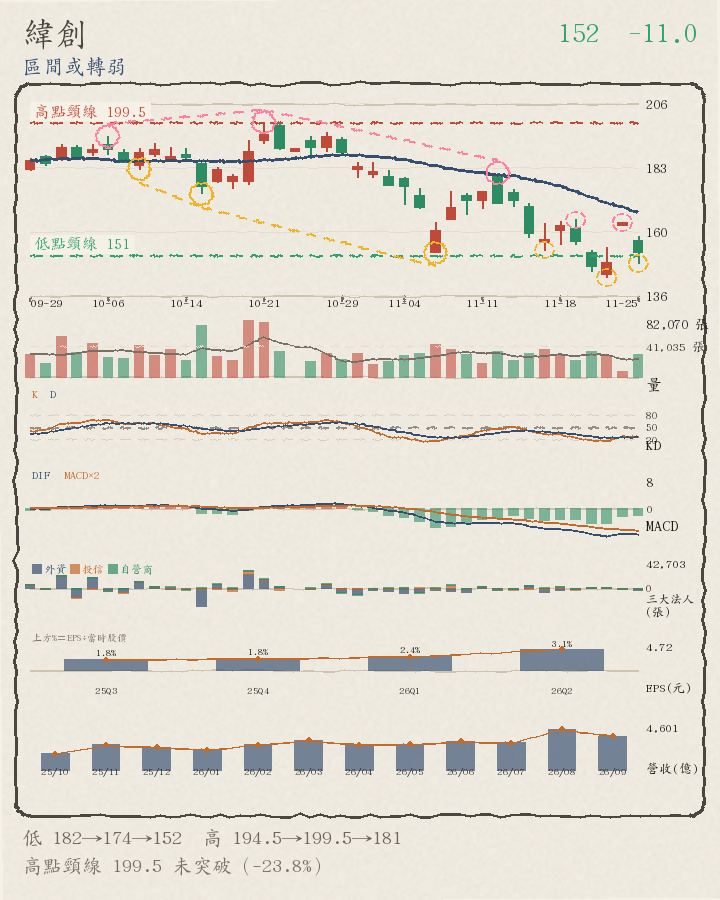 緯創
152 -11.0
區間或轉弱
高點頸線 199.5
206
183
160
136
低點頸線 151
09-29 10-06 10-14 10-21 10-29 11-04 11-11 11-18 11-25
82,070 張
41,035 張
量
K D
80
50
20
KD
DIF MACD×2
8
0
MACD
外資 投信 自營商
42,703
0
三大法人
(張)
上方%=EPS÷當時股價
1.8% 1.8% 2.4% 3.1%
4.72
25Q3 25Q4 26Q1 26Q2
EPS(元)
4,601
25/10 25/11 25/12 26/01 26/02 26/03 26/04 26/05 26/06 26/07 26/08 26/09
營收(億)
低 182→174→152 高 194.5→199.5→181
高點頸線 199.5 未突破 (-23.8%)